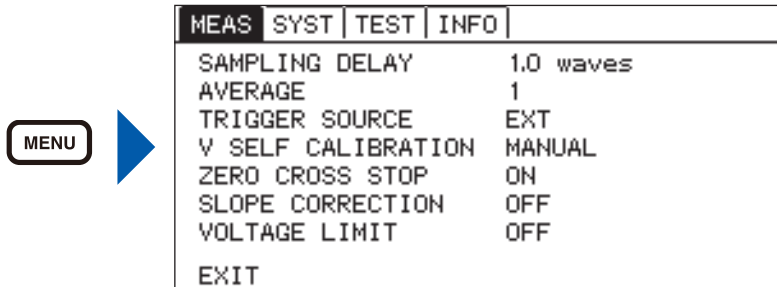 MEAS SYST TEST INFO
SAMPLING DELAY 1.0 waves
AVERAGE 1
TRIGGER SOURCE EXT
MENU
V SELF CALIBRATION MANUAL
ZERO CROSS STOP ON
SLOPE CORRECTION OFF
VOLTAGE LIMIT OFF
EXIT